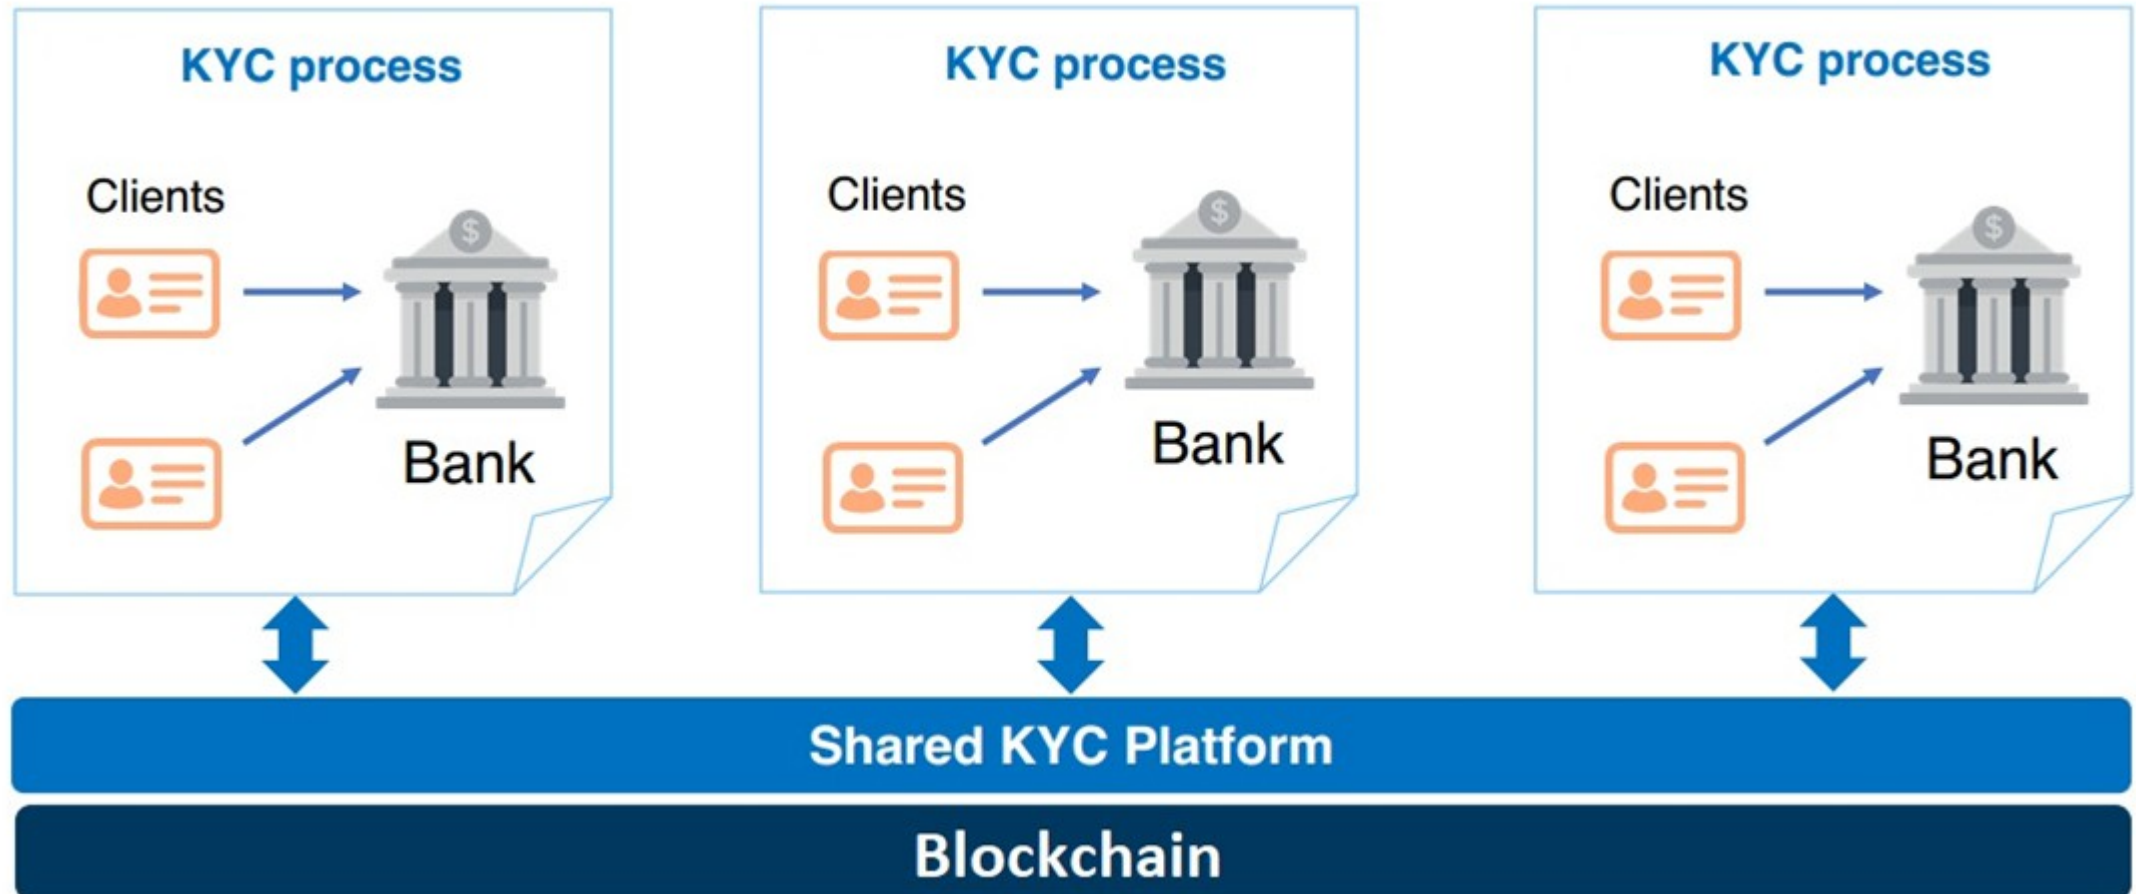 KYC process
Clients
$
Bank
KYC process
Clients
$
Bank
KYC process
Clients
$
Bank
Shared KYC Platform
Blockchain